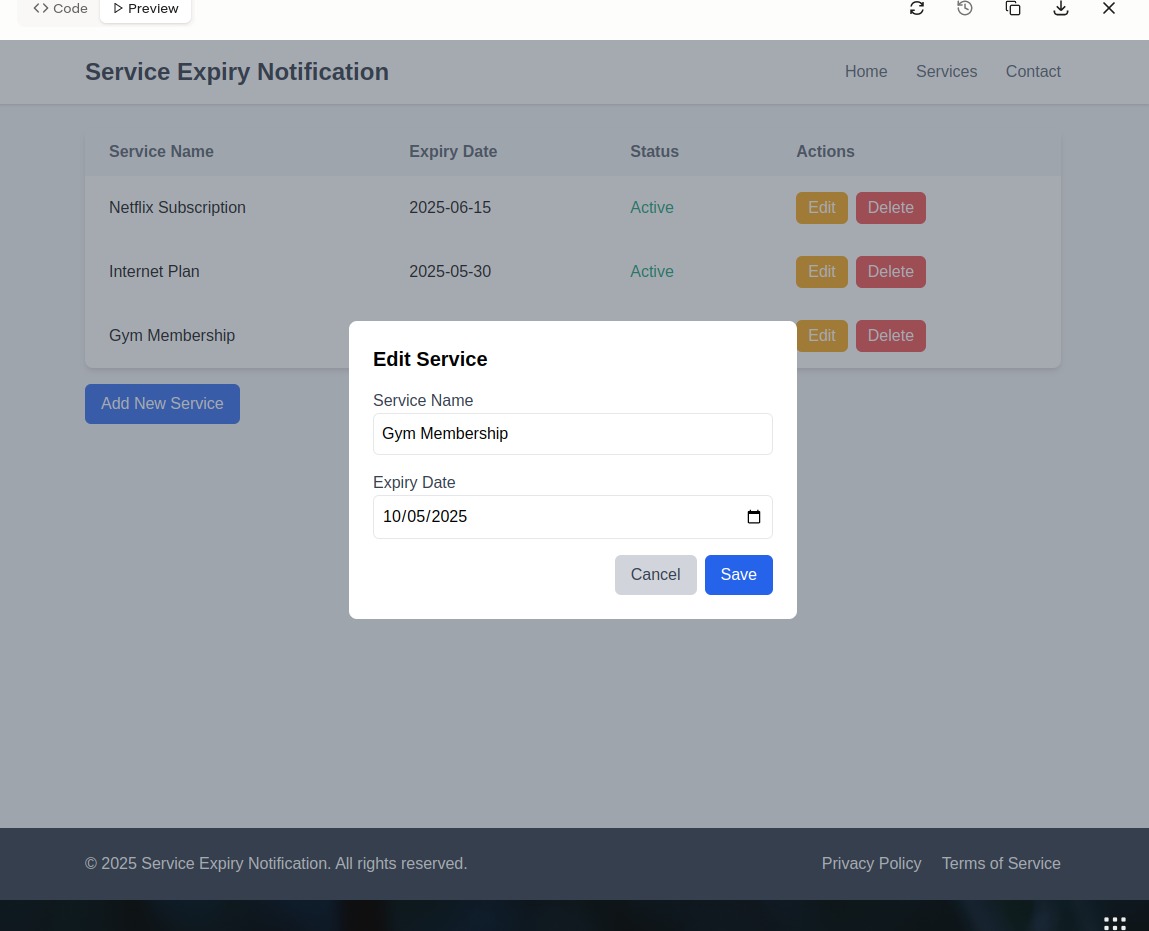 Code Preview
Service Expiry Notification Home Services Contact
Service Name Expiry Date Status Actions
Netflix Subscription 2025-06-15 Active Edit Delete
Internet Plan 2025-05-30 Active Edit Delete
Gym Membership Edit Delete
Add New Service
Edit Service
Service Name
Gym Membership
Expiry Date
10/05/2025
Cancel Save
© 2025 Service Expiry Notification. All rights reserved. Privacy Policy Terms of Service